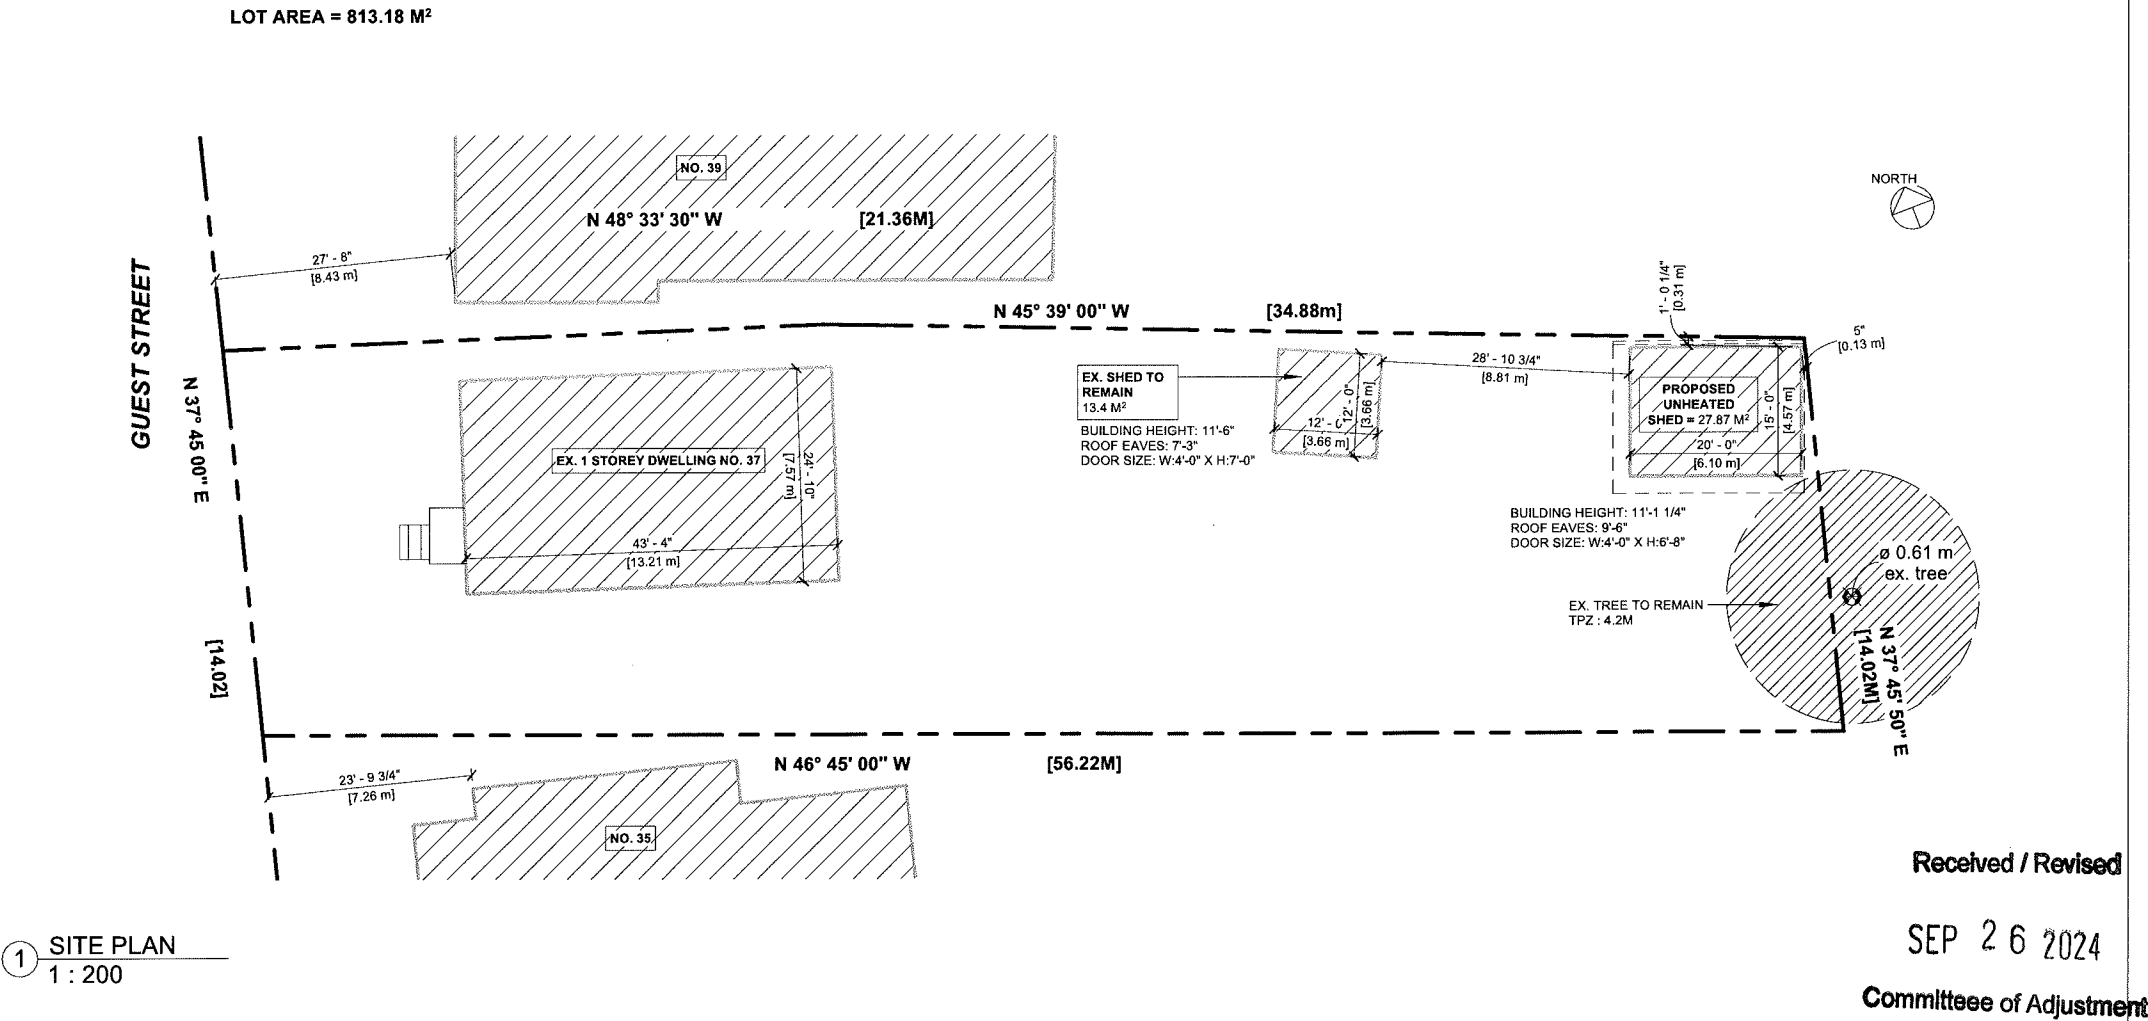 LOT AREA = 813.18 M²
NO. 39
N 48° 33' 30" W [21.36M]
NORTH
27' - 8"
[8.43 m]
GUEST STREET
N 37° 45 00" E
[14.02]
N 45° 39' 00" W [34.88m]
1' - 0 1/4"
[0.31 m]
5"
[0.13 m]
28' - 10 3/4"
[8.81 m]
EX. SHED TO
REMAIN
13.4 M²
BUILDING HEIGHT: 11'-6"
ROOF EAVES: 7'-3"
DOOR SIZE: W:4'-0" X H:7'-0"
12' - 0"
[3.66 m]
12' - 0"
[3.66 m]
PROPOSED
UNHEATED
SHED = 27.87 M²
15' - 0"
[4.57 m]
20' - 0"
[6.10 m]
EX. 1 STOREY DWELLING NO. 37
24' - 10"
[7.57 m]
43' - 4"
[13.21 m]
BUILDING HEIGHT: 11'-1 1/4"
ROOF EAVES: 9'-6"
DOOR SIZE: W:4'-0" X H:6'-8"
ø 0.61 m
ex. tree
EX. TREE TO REMAIN
TPZ : 4.2M
N 37° 45' 50" E
[14.02M]
N 46° 45' 00" W [56.22M]
23' - 9 3/4"
[7.26 m]
NO. 35
Received / Revised
SEP 26 2024
Committeee of Adjustment
1 SITE PLAN
1 : 200